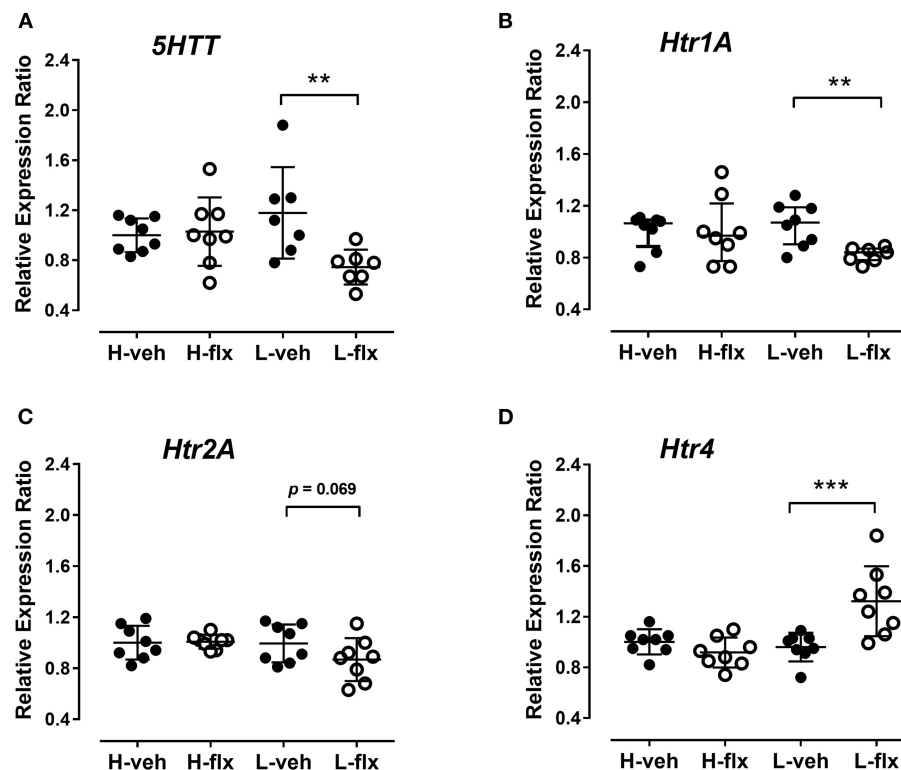 A
5HTT
Relative Expression Ratio
2.4
2.0
1.6
1.2
0.8
0.4
**
H-veh H-flx L-veh L-flx
B
Htr1A
Relative Expression Ratio
2.4
2.0
1.6
1.2
0.8
0.4
**
H-veh H-flx L-veh L-flx
C
Htr2A
Relative Expression Ratio
2.4
2.0
1.6
1.2
0.8
0.4
p = 0.069
H-veh H-flx L-veh L-flx
D
Htr4
Relative Expression Ratio
2.4
2.0
1.6
1.2
0.8
0.4
***
H-veh H-flx L-veh L-flx